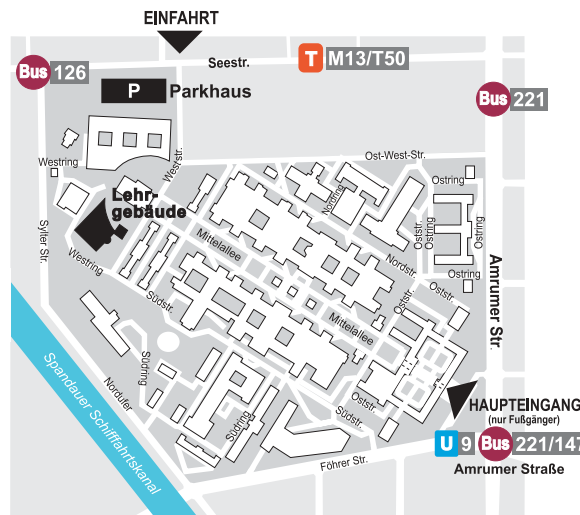 EINFAHRT
Seestr.
T M13/T50
Bus 126
P Parkhaus
Bus 221
Weststr.
Westring
Ost-West-Str.
Ostring
Lehr-
gebäude
Nordring
Oststr.
Ostring
Ostring
Sylter Str.
Westring
Mittelallee
Nordstr.
Ostring
Amrumer Str.
Südstr.
Oststr.
Oststr.
Mittelallee
Spandauer Schifffahrtskanal
Nordufer
Südring
Südring
Südstr.
Oststr.
HAUPTEINGANG
(nur Fußgänger)
U 9 Bus 221/147
Amrumer Straße
Föhrer Str.